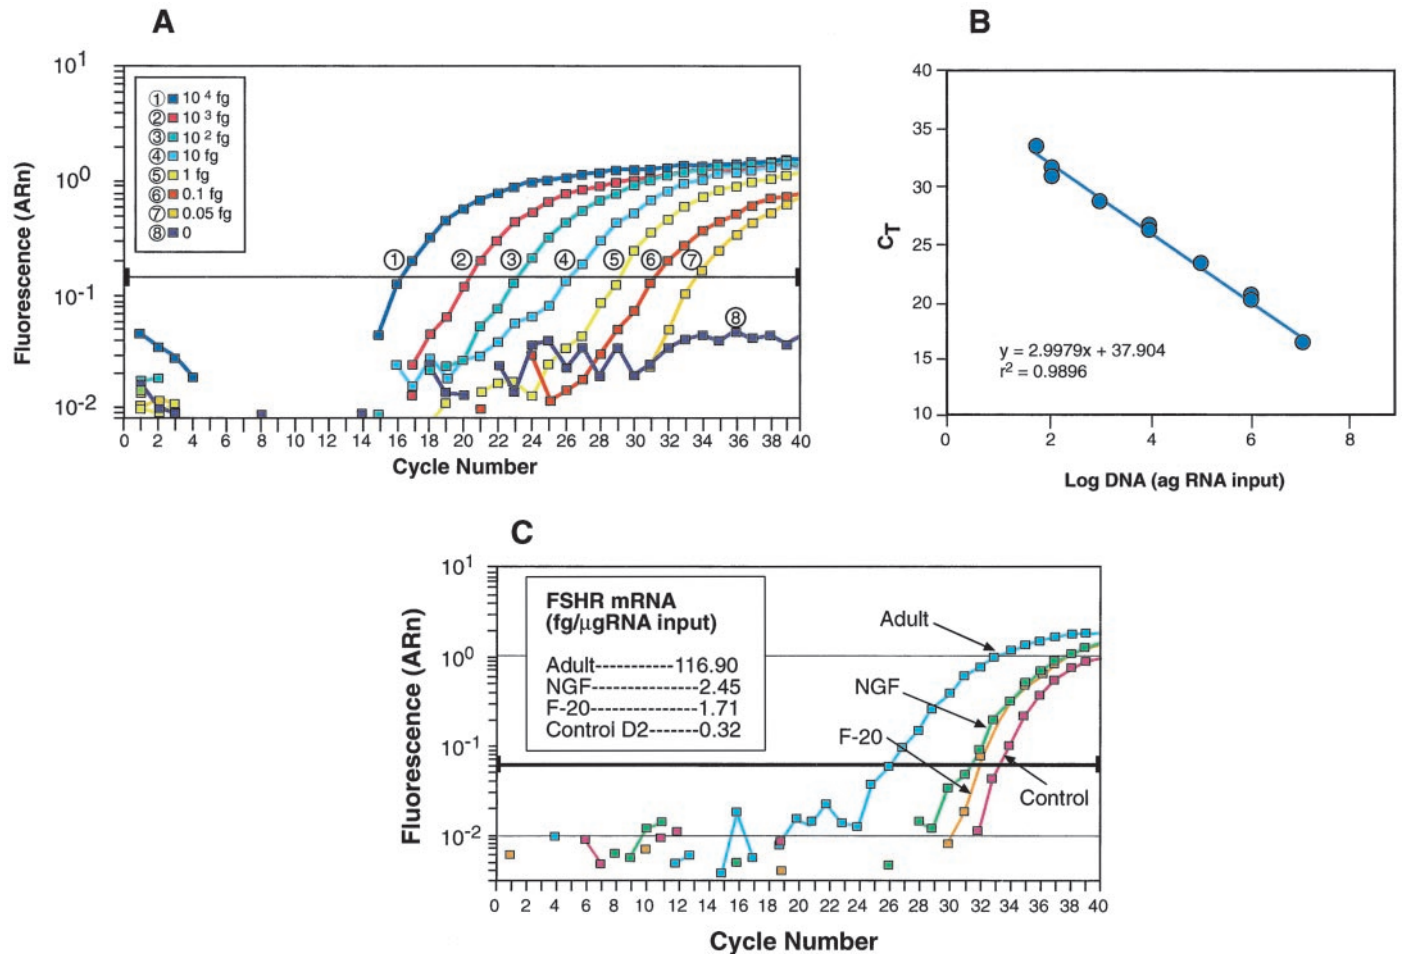 A
10^1
10^0
10^-1
10^-2
Fluorescence (ARn)
① 10^4 fg
② 10^3 fg
③ 10^2 fg
④ 10 fg
⑤ 1 fg
⑥ 0.1 fg
⑦ 0.05 fg
⑧ 0
① ② ③ ④ ⑤ ⑥ ⑦
⑧
0 2 4 6 8 10 12 14 16 18 20 22 24 26 28 30 32 34 36 38 40
Cycle Number
B
40
35
30
25
20
15
10
C_T
y = 2.9979x + 37.904
r² = 0.9896
0 2 4 6 8
Log DNA (ag RNA input)
C
10^1
10^0
10^-1
10^-2
Fluorescence (ARn)
FSHR mRNA
(fg/μgRNA input)
Adult-----------116.90
NGF---------------2.45
F-20---------------1.71
Control D2-------0.32
Adult
NGF
F-20
Control
0 2 4 6 8 10 12 14 16 18 20 22 24 26 28 30 32 34 36 38 40
Cycle Number